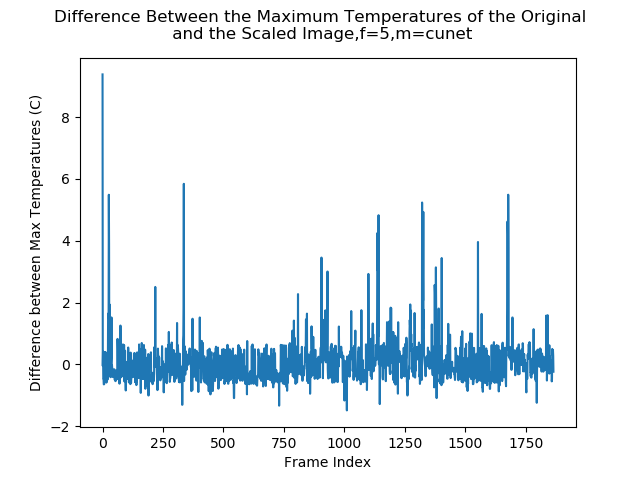 Difference Between the Maximum Temperatures of the Original
and the Scaled Image,f=5,m=cunet
Difference between Max Temperatures (C)
8
6
4
2
0
−2
0 250 500 750 1000 1250 1500 1750
Frame Index